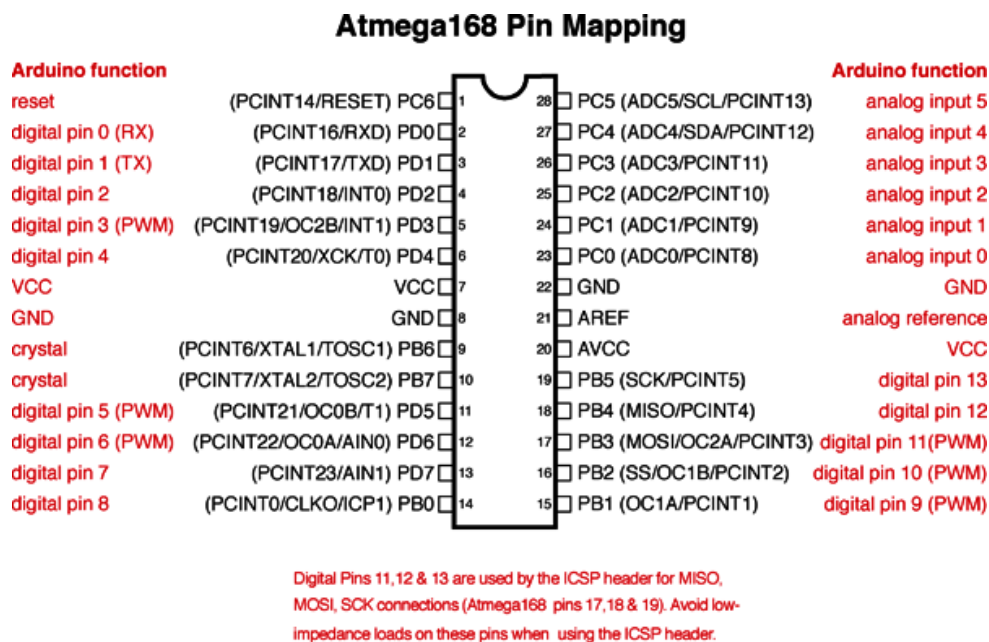 Atmega168 Pin Mapping
Arduino function Arduino function
reset (PCINT14/RESET) PC6 1 28 PC5 (ADC5/SCL/PCINT13) analog input 5
digital pin 0 (RX) (PCINT16/RXD) PD0 2 27 PC4 (ADC4/SDA/PCINT12) analog input 4
digital pin 1 (TX) (PCINT17/TXD) PD1 3 26 PC3 (ADC3/PCINT11) analog input 3
digital pin 2 (PCINT18/INT0) PD2 4 25 PC2 (ADC2/PCINT10) analog input 2
digital pin 3 (PWM) (PCINT19/OC2B/INT1) PD3 5 24 PC1 (ADC1/PCINT9) analog input 1
digital pin 4 (PCINT20/XCK/T0) PD4 6 23 PC0 (ADC0/PCINT8) analog input 0
VCC VCC 7 22 GND GND
GND GND 8 21 AREF analog reference
crystal (PCINT6/XTAL1/TOSC1) PB6 9 20 AVCC VCC
crystal (PCINT7/XTAL2/TOSC2) PB7 10 19 PB5 (SCK/PCINT5) digital pin 13
digital pin 5 (PWM) (PCINT21/OC0B/T1) PD5 11 18 PB4 (MISO/PCINT4) digital pin 12
digital pin 6 (PWM) (PCINT22/OC0A/AIN0) PD6 12 17 PB3 (MOSI/OC2A/PCINT3) digital pin 11(PWM)
digital pin 7 (PCINT23/AIN1) PD7 13 16 PB2 (SS/OC1B/PCINT2) digital pin 10 (PWM)
digital pin 8 (PCINT0/CLKO/ICP1) PB0 14 15 PB1 (OC1A/PCINT1) digital pin 9 (PWM)
Digital Pins 11,12 & 13 are used by the ICSP header for MISO,
MOSI, SCK connections (Atmega168 pins 17,18 & 19). Avoid low-
impedance loads on these pins when using the ICSP header.